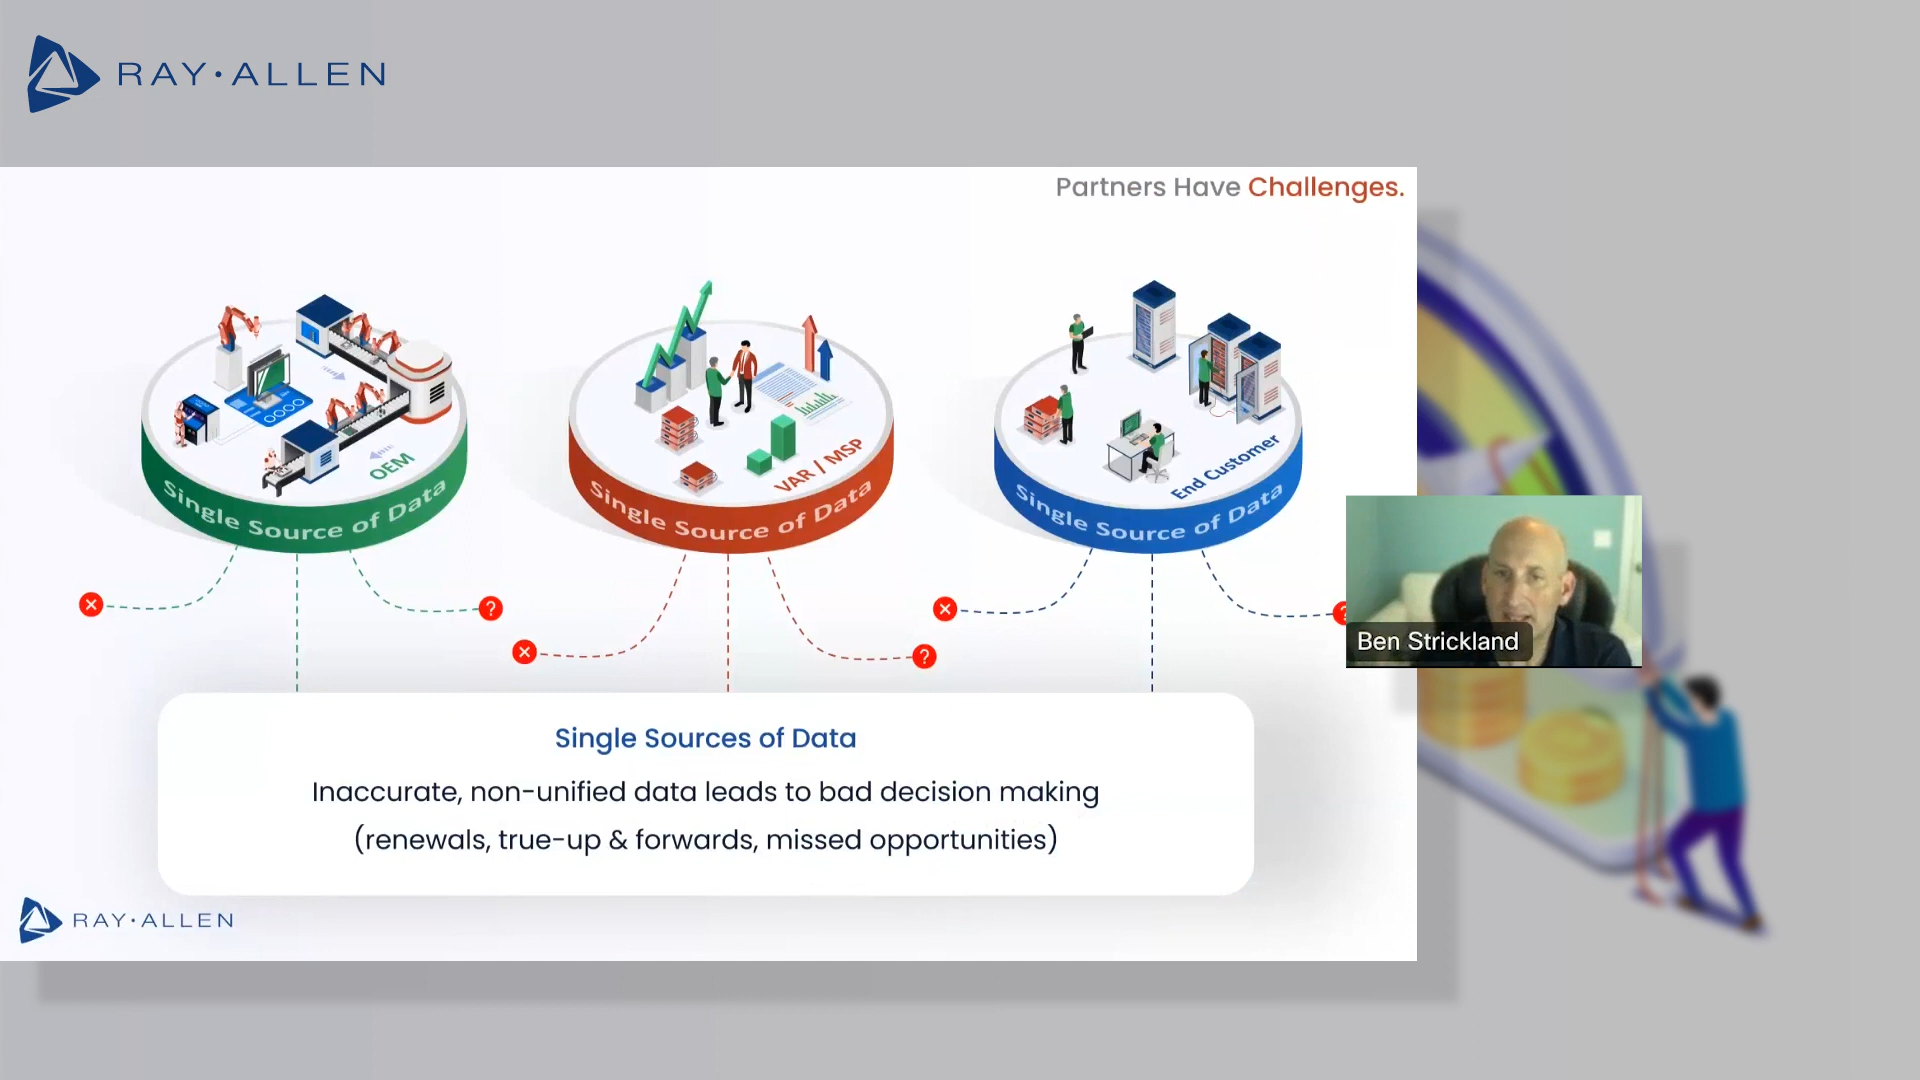 RAY·ALLEN
Partners Have Challenges.
OEM
Single Source of Data
VAR / MSP
Single Source of Data
End Customer
Single Source of Data
Ben Strickland
Single Sources of Data
Inaccurate, non-unified data leads to bad decision making
(renewals, true-up & forwards, missed opportunities)
RAY·ALLEN